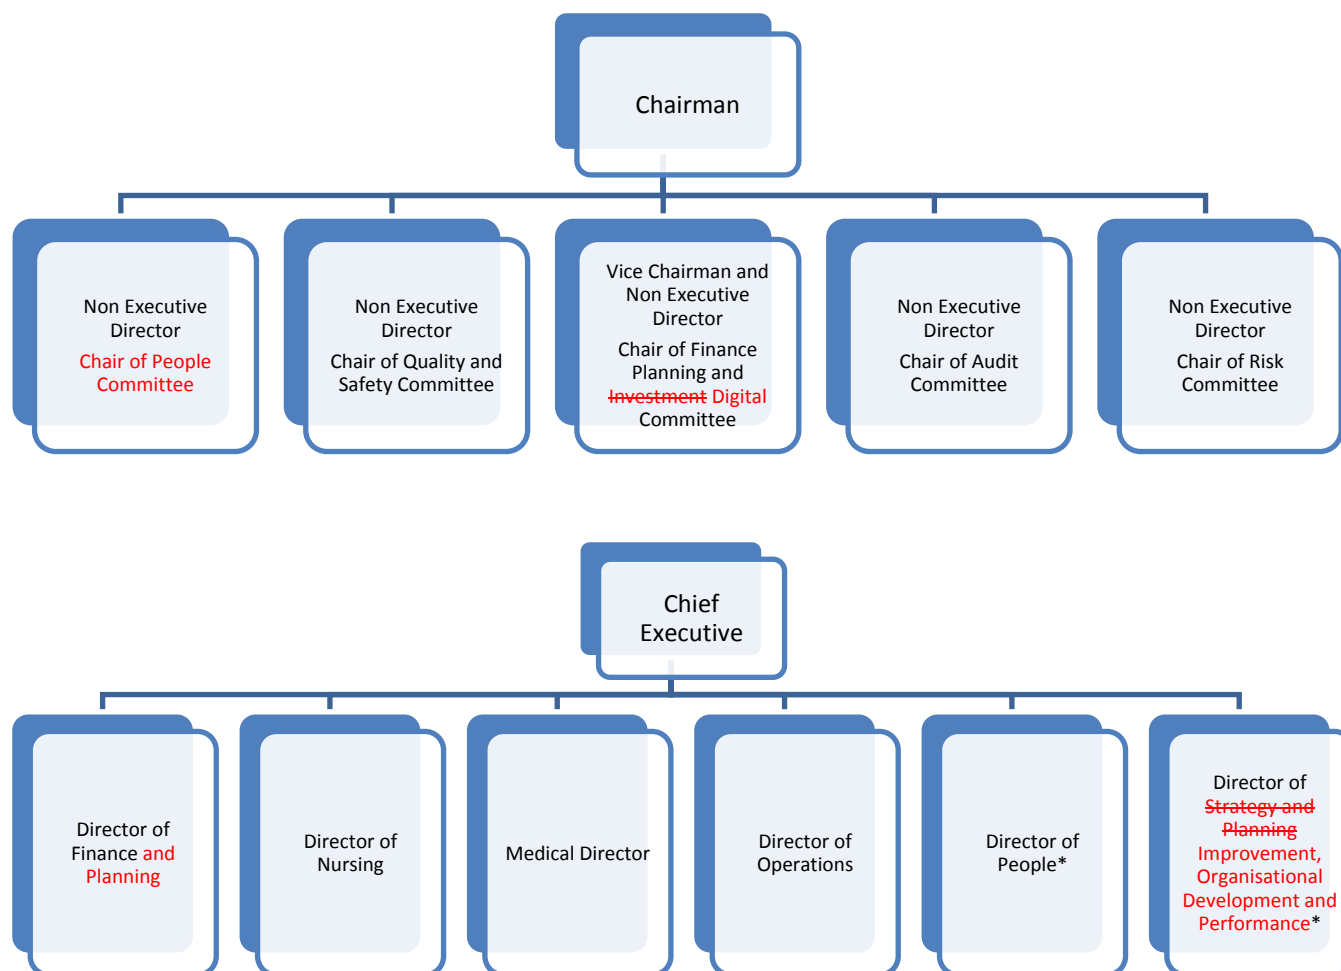 Chairman
Non Executive
Director
Chair of People
Committee
Non Executive
Director
Chair of Quality and
Safety Committee
Vice Chairman and
Non Executive
Director
Chair of Finance
Planning and
Investment Digital
Committee
Non Executive
Director
Chair of Audit
Committee
Non Executive
Director
Chair of Risk
Committee
Chief
Executive
Director of
Finance and
Planning
Director of
Nursing
Medical Director
Director of
Operations
Director of
People*
Director of
Strategy and
Planning
Improvement,
Organisational
Development and
Performance*